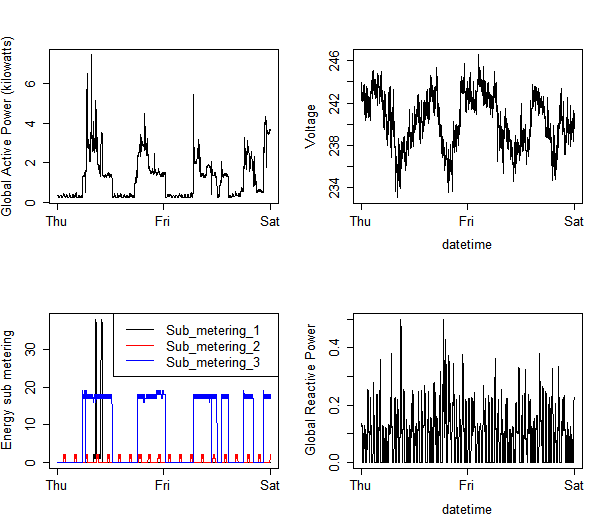 Global Active Power (kilowatts)
0 2 4 6
Thu Fri Sat
Voltage
234 238 242 246
Thu Fri Sat
datetime
Energy sub metering
0 10 20 30
Sub_metering_1
Sub_metering_2
Sub_metering_3
Thu Fri Sat
Global Reactive Power
0.0 0.2 0.4
Thu Fri Sat
datetime